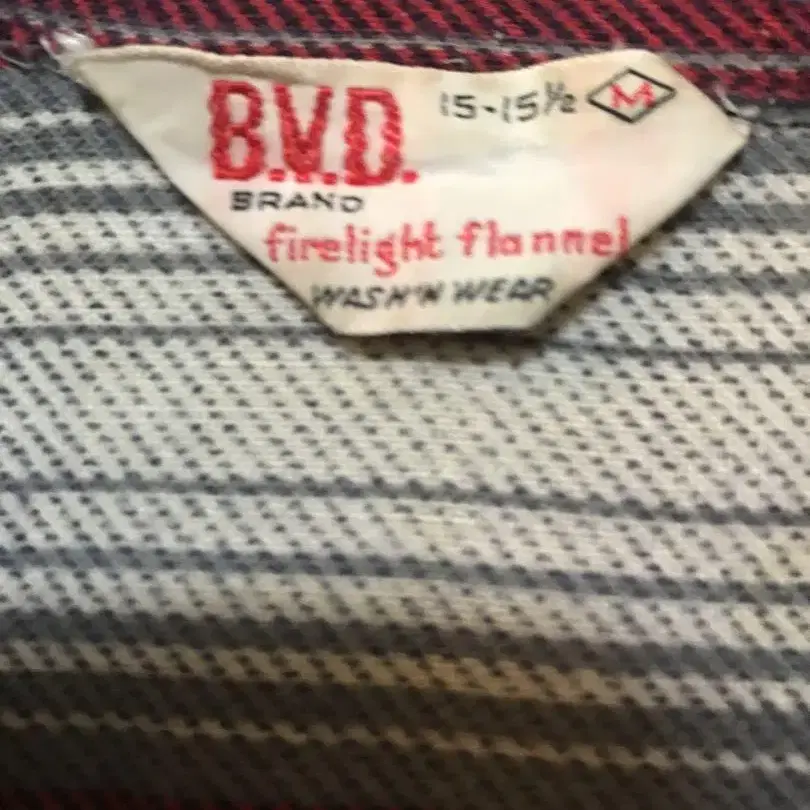 B.V.D. 15-15½ M
BRAND
firelight flannel
WASH'N WEAR